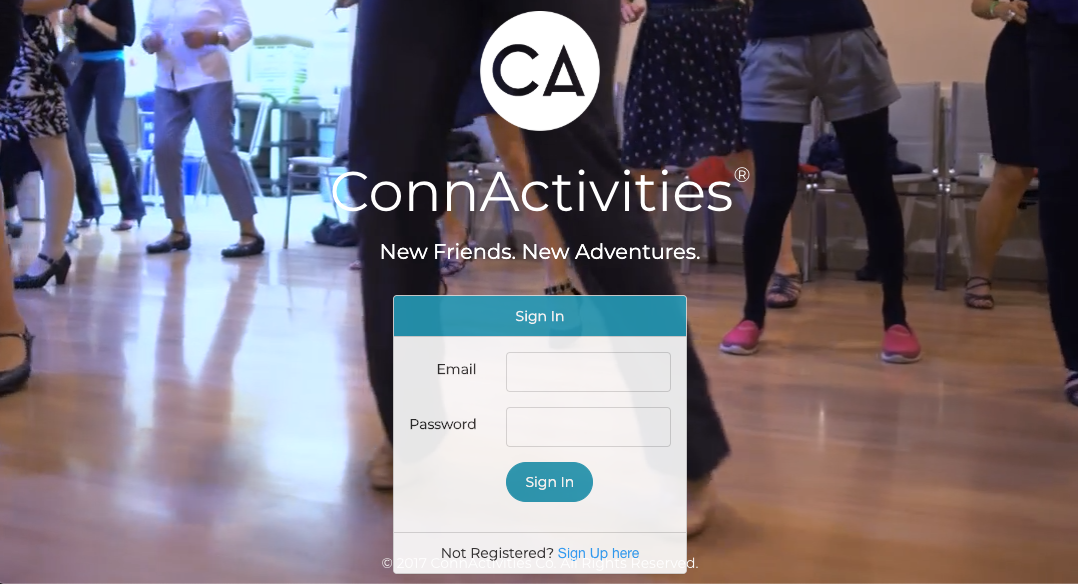 CA
ConnActivities®
New Friends. New Adventures.
Sign In
Email
Password
Sign In
Not Registered? Sign Up here
© 2017 ConnActivities Co. All Rights Reserved.